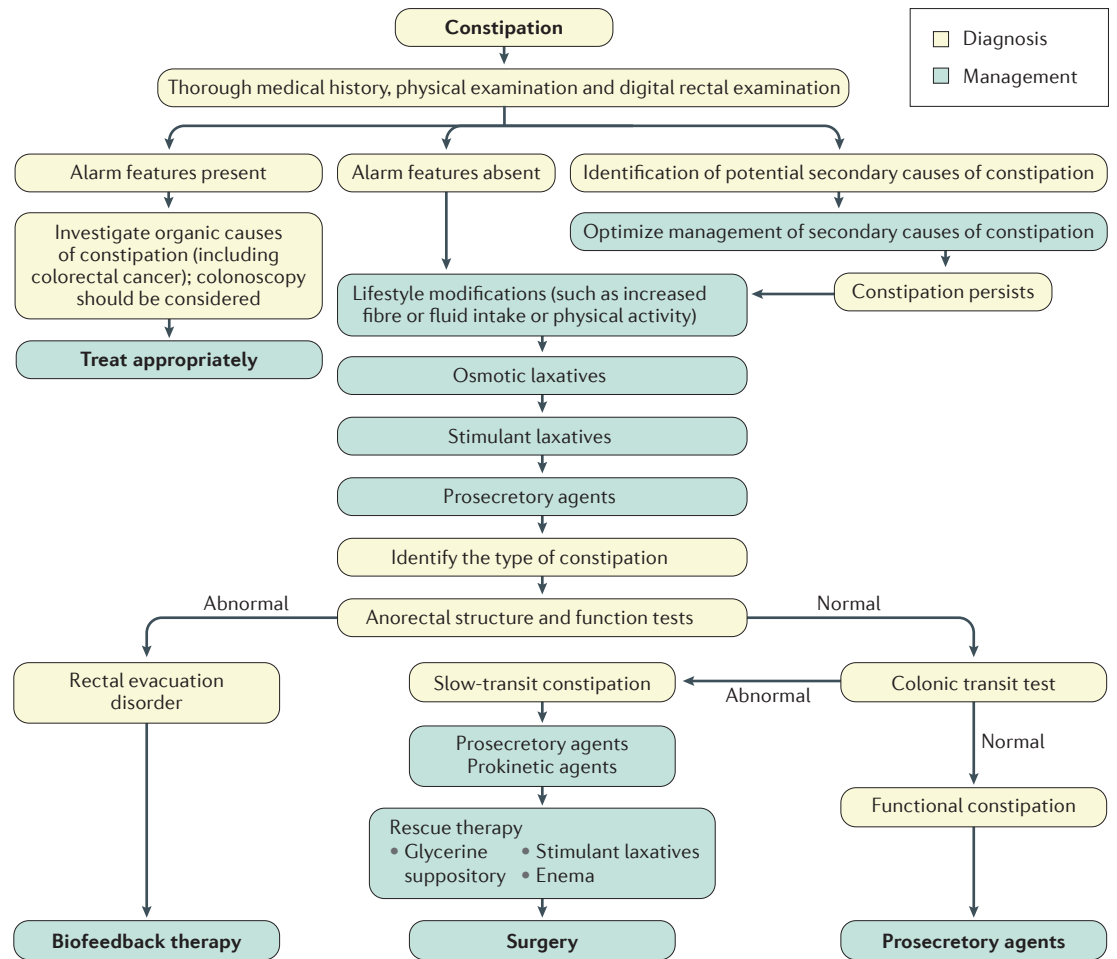 Constipation
Diagnosis
Management
Thorough medical history, physical examination and digital rectal examination
Alarm features present
Alarm features absent
Identification of potential secondary causes of constipation
Investigate organic causes
of constipation (including
colorectal cancer); colonoscopy
should be considered
Optimize management of secondary causes of constipation
Constipation persists
Lifestyle modifications (such as increased
fibre or fluid intake or physical activity)
Treat appropriately
Osmotic laxatives
Stimulant laxatives
Prosecretory agents
Identify the type of constipation
Anorectal structure and function tests
Abnormal
Normal
Rectal evacuation
disorder
Slow-transit constipation
Abnormal
Colonic transit test
Normal
Prosecretory agents
Prokinetic agents
Functional constipation
Rescue therapy
• Glycerine
suppository
• Stimulant laxatives
• Enema
Biofeedback therapy
Surgery
Prosecretory agents